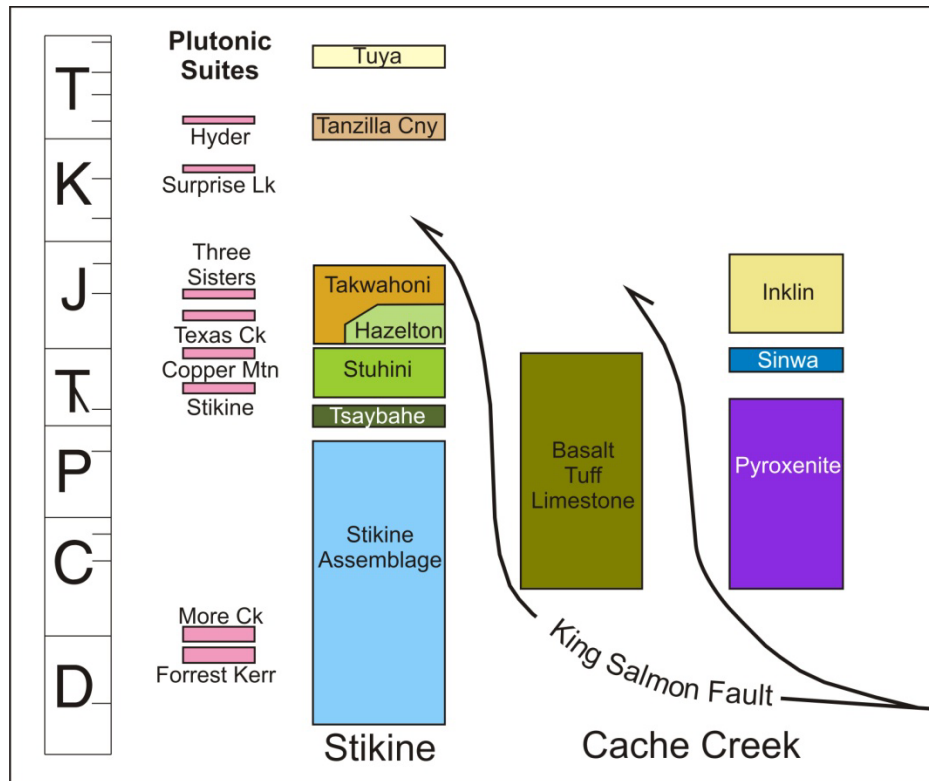 T
K
J
Ѫ
P
C
D
Plutonic
Suites
Hyder
Surprise Lk
Three
Sisters
Texas Ck
Copper Mtn
Stikine
More Ck
Forrest Kerr
Tuya
Tanzilla Cny
Takwahoni
Hazelton
Stuhini
Tsaybahe
Stikine
Assemblage
Stikine
Basalt
Tuff
Limestone
King Salmon Fault
Inklin
Sinwa
Pyroxenite
Cache Creek